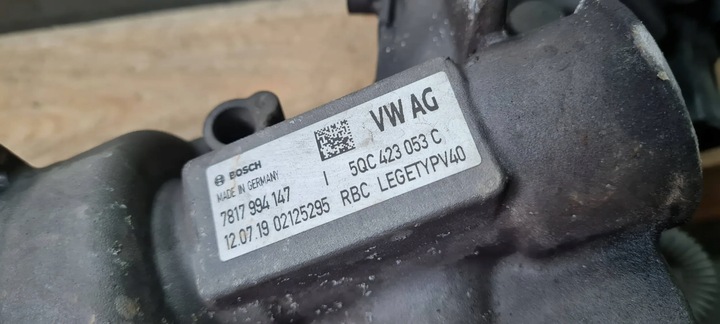 VW AG
BOSCH
MADE IN GERMANY
7817 994 147 I 5QC 423 053 C
12.07.19 02125295 RBC LEGETYPV40